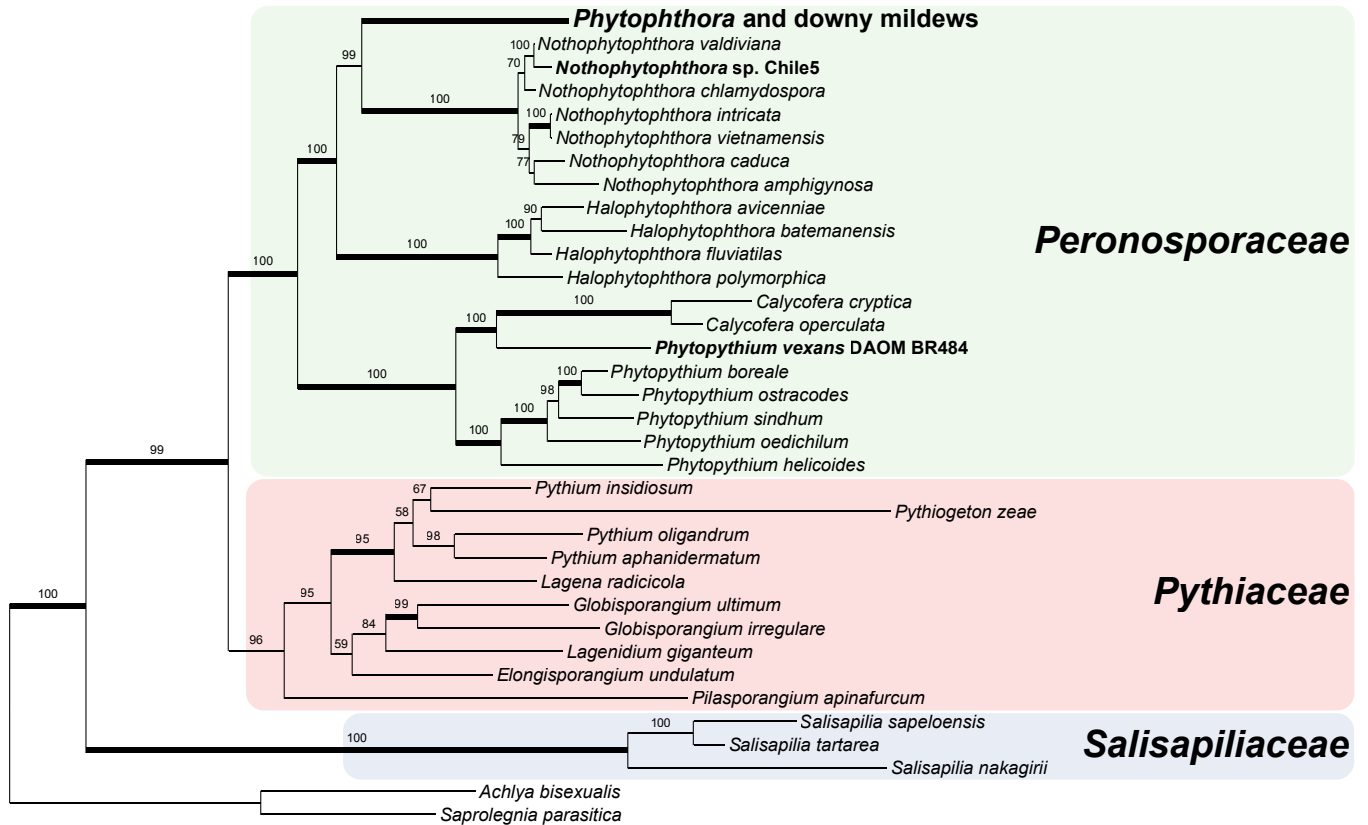 Phytophthora and downy mildews
99
100
Nothophytophthora valdiviana
70
Nothophytophthora sp. Chile5
100
Nothophytophthora chlamydospora
100
Nothophytophthora intricata
79
Nothophytophthora vietnamensis
100
77
Nothophytophthora caduca
Nothophytophthora amphigynosa
90
Halophytophthora avicenniae
100
Halophytophthora batemanensis
100
Halophytophthora fluviatilas
Peronosporaceae
100
Halophytophthora polymorphica
100
Calycofera cryptica
100
Calycofera operculata
Phytopythium vexans DAOM BR484
100
100
Phytopythium boreale
98
Phytopythium ostracodes
100
Phytopythium sindhum
100
Phytopythium oedichilum
99
Phytopythium helicoides
67
Pythium insidiosum
58
Pythiogeton zeae
95
98
Pythium oligandrum
Pythium aphanidermatum
Lagena radicicola
Pythiaceae
100
95
99
Globisporangium ultimum
84
Globisporangium irregulare
96
59
Lagenidium giganteum
Elongisporangium undulatum
Pilasporangium apinafurcum
100
Salisapilia sapeloensis
100
Salisapilia tartarea
Salisapiliaceae
Salisapilia nakagirii
Achlya bisexualis
Saprolegnia parasitica